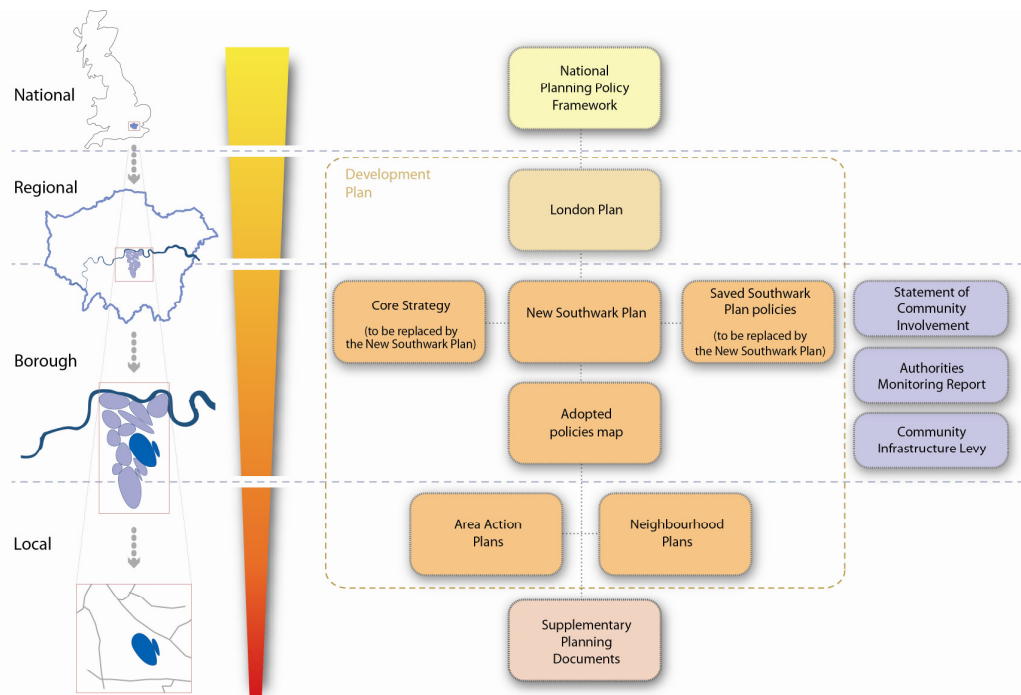 National
National
Planning Policy
Framework
Regional
Development
Plan
London Plan
Borough
Core Strategy
(to be replaced by
the New Southwark Plan)
New Southwark Plan
Saved Southwark
Plan policies
(to be replaced by
the New Southwark Plan)
Statement of
Community
Involvement
Authorities
Monitoring Report
Adopted
policies map
Community
Infrastructure Levy
Local
Area Action
Plans
Neighbourhood
Plans
Supplementary
Planning
Documents